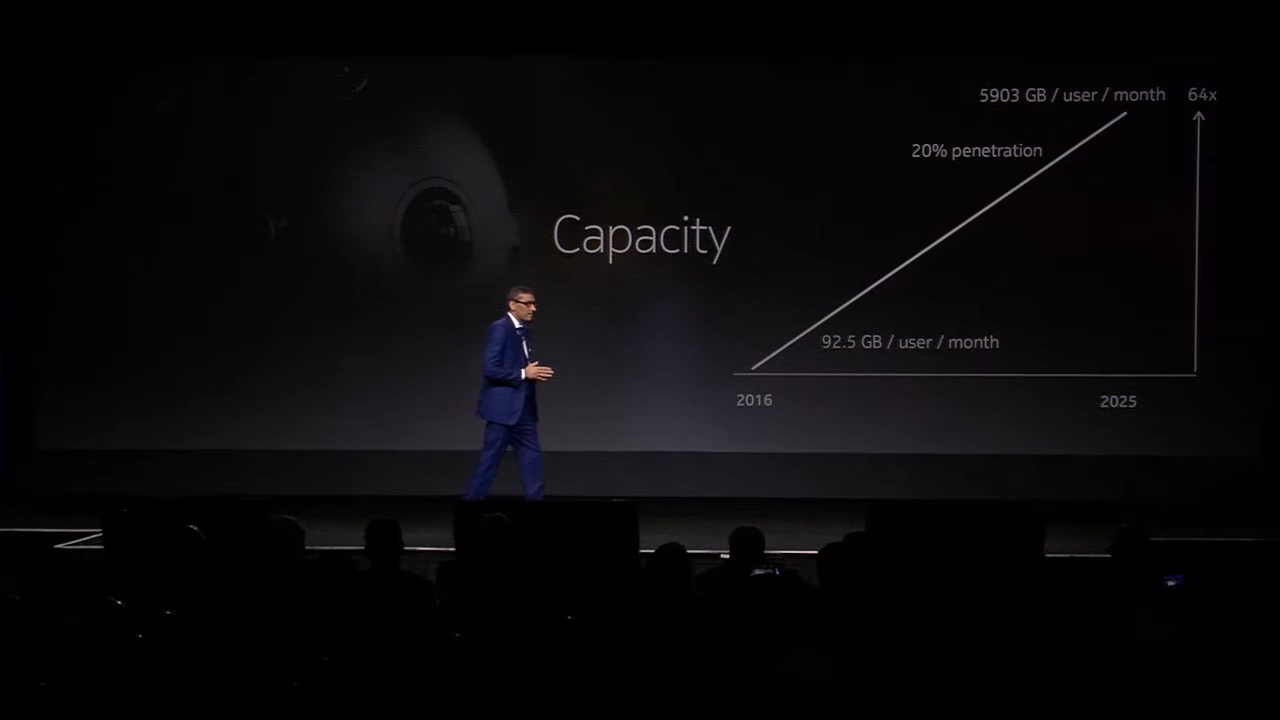 5903 GB / user / month 64x
20% penetration
Capacity
92.5 GB / user / month
2016 2025